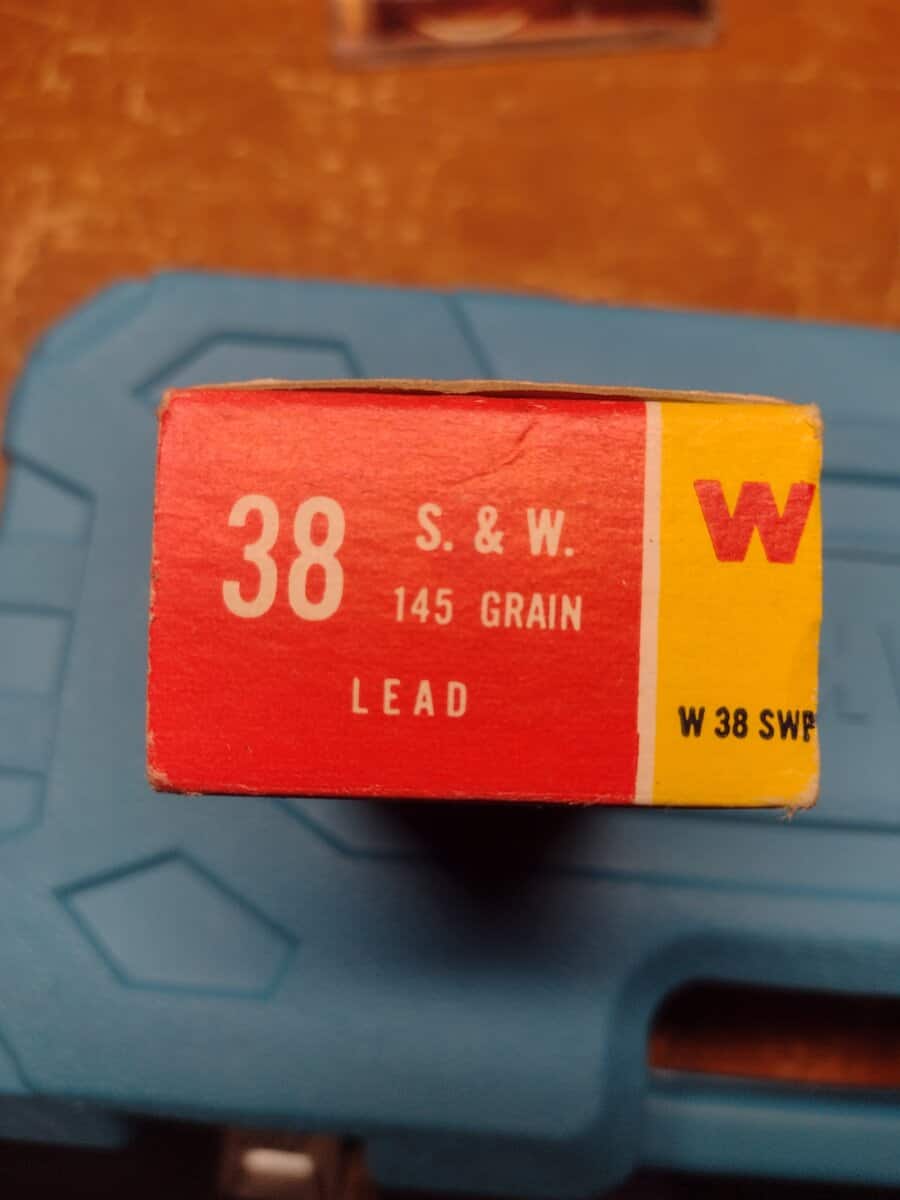 38 S. & W.
145 GRAIN
LEAD
W
W 38 SWP